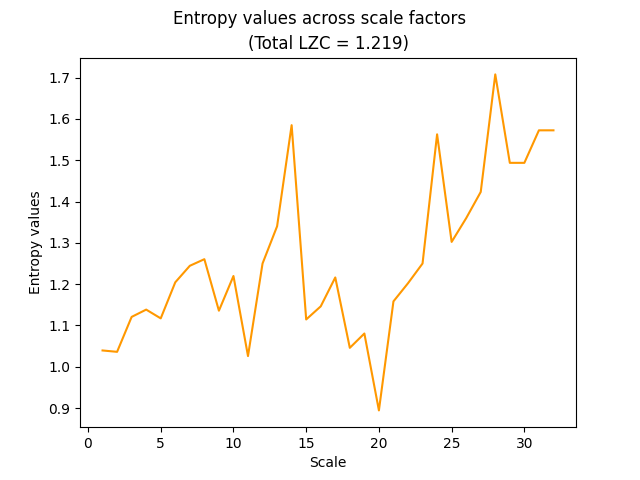 Entropy values across scale factors
(Total LZC = 1.219)
1.7
1.6
1.5
1.4
1.3
1.2
1.1
1.0
0.9
Entropy values
0 5 10 15 20 25 30
Scale